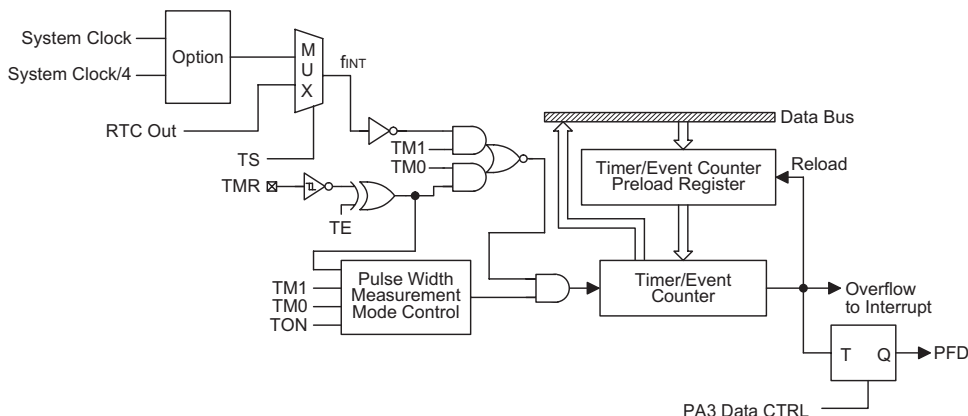 System Clock
System Clock/4
Option
MUX
fINT
RTC Out
TS
TMR
TE
TM1
TM0
Data Bus
Timer/Event Counter
Preload Register
Reload
TM1
TM0
TON
Pulse Width
Measurement
Mode Control
Timer/Event
Counter
Overflow
to Interrupt
T
Q
PFD
PA3 Data CTRL